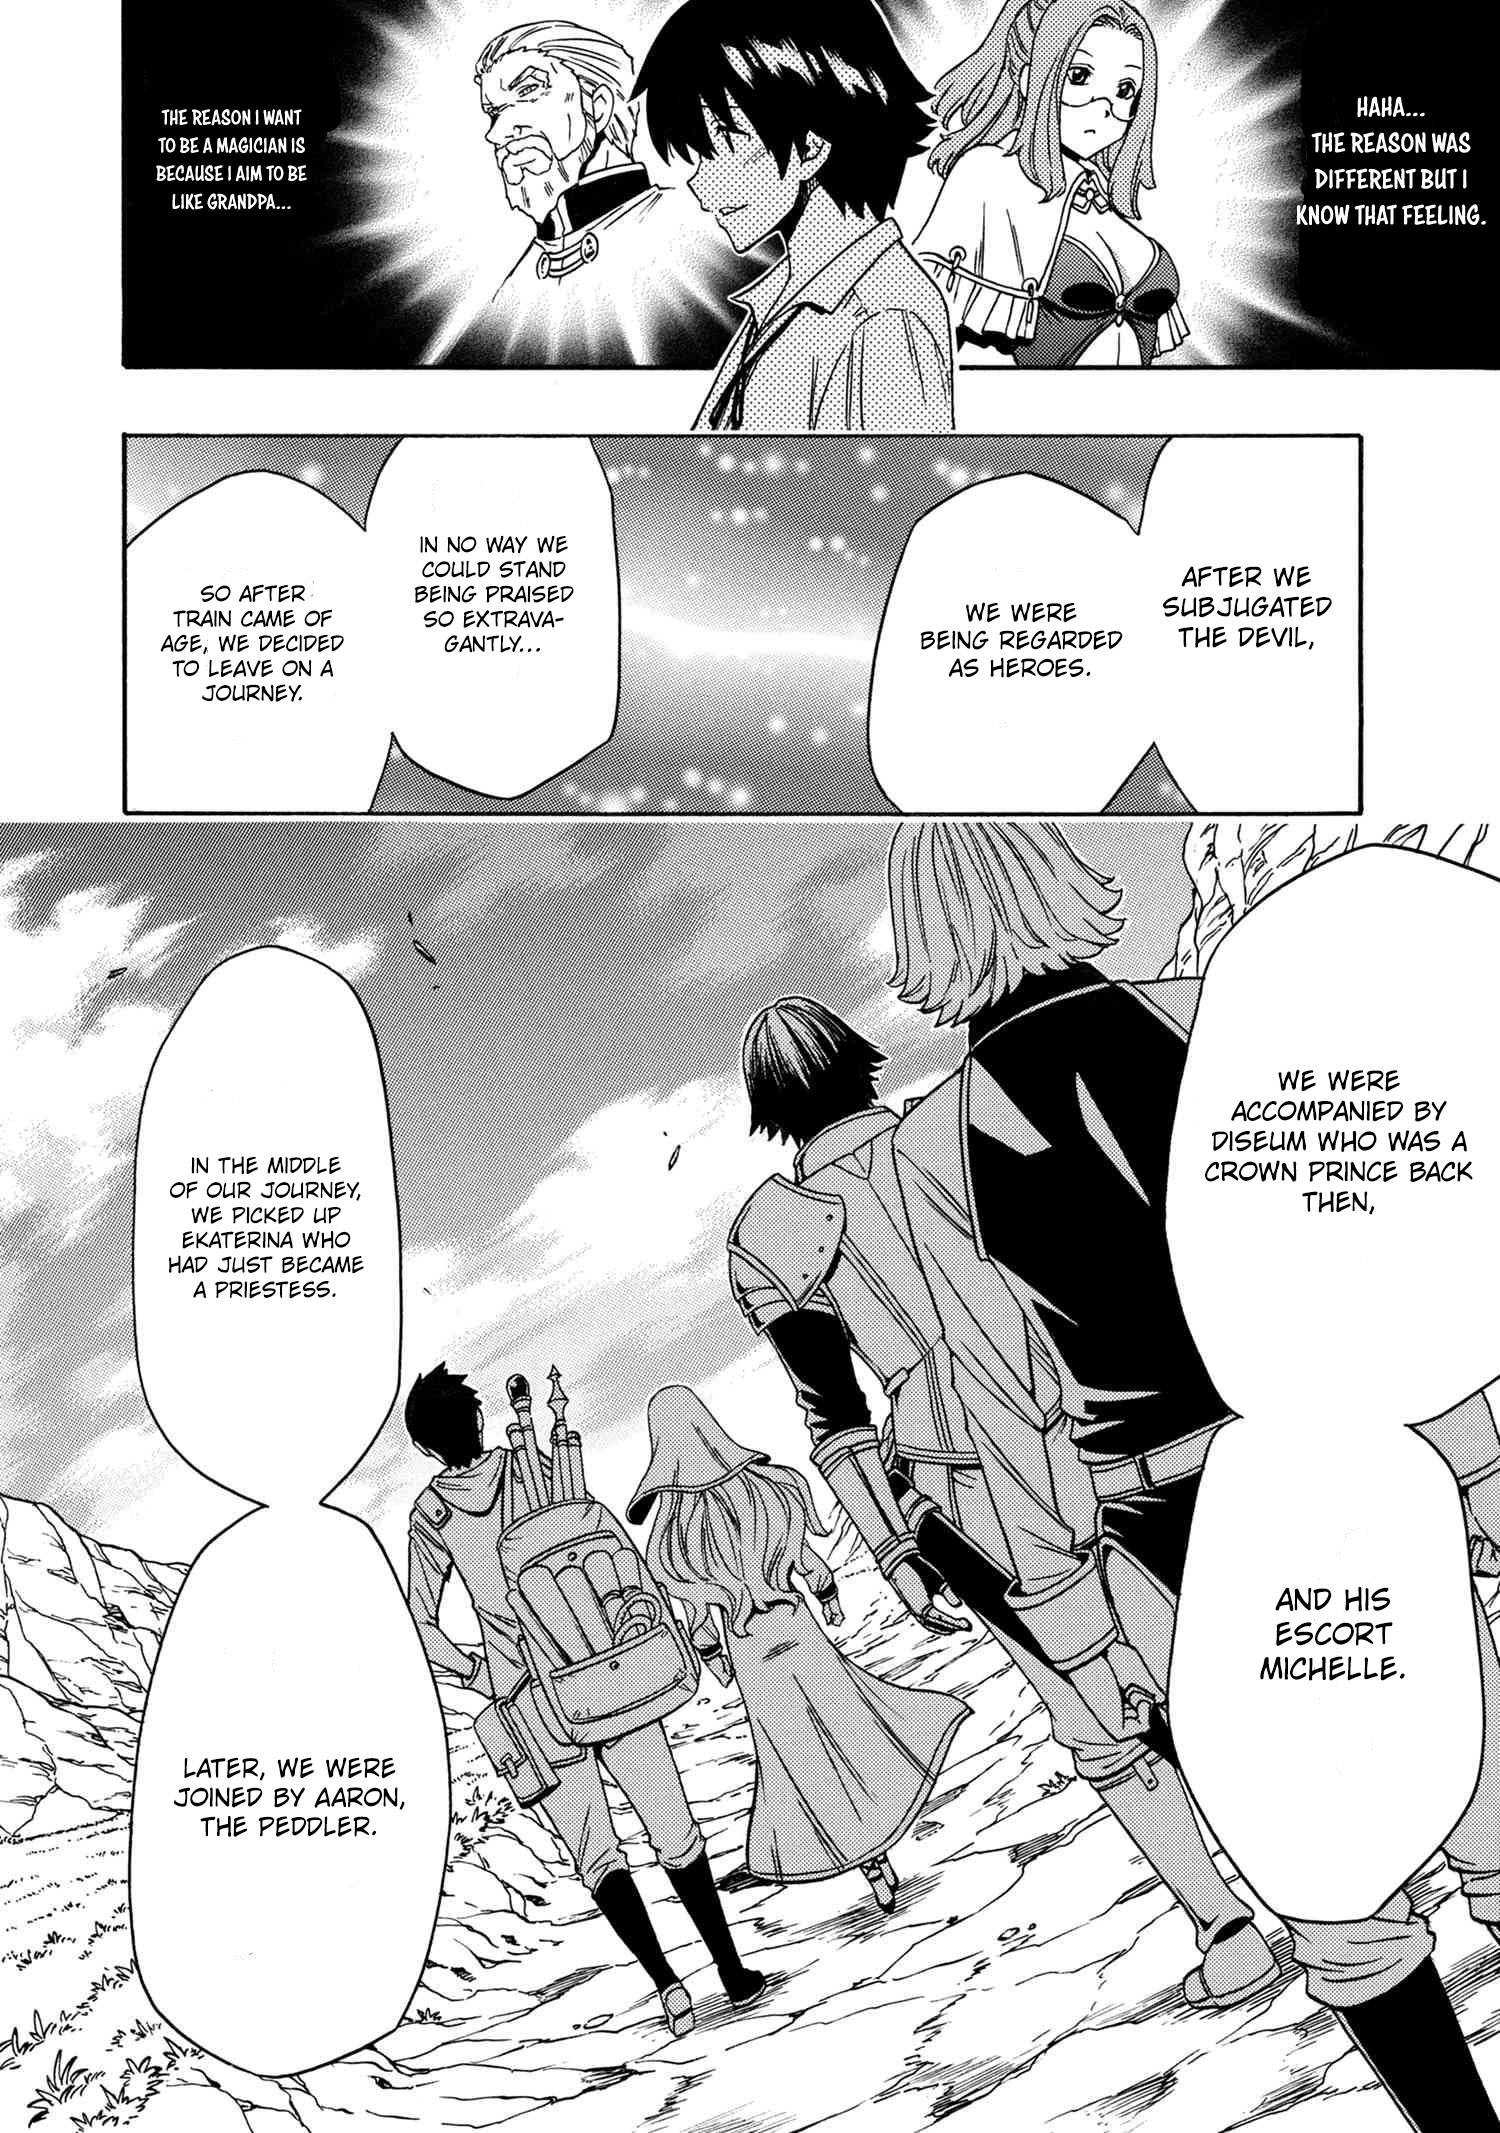 HAHA...
THE REASON WAS
DIFFERENT BUT I
KNOW THAT FEELING.
THE REASON I WANT
TO BE A MAGICIAN IS
BECAUSE I AIM TO BE
LIKE GRANDPA...
AFTER WE
SUBJUGATED
THE DEVIL,
WE WERE
BEING REGARDED
AS HEROES.
IN NO WAY WE
COULD STAND
BEING PRAISED
SO EXTRAVA-
GANTLY...
SO AFTER
TRAIN CAME OF
AGE, WE DECIDED
TO LEAVE ON A
JOURNEY.
WE WERE
ACCOMPANIED BY
DISEUM WHO WAS A
CROWN PRINCE BACK
THEN,
AND HIS
ESCORT
MICHELLE.
IN THE MIDDLE
OF OUR JOURNEY,
WE PICKED UP
EKATERINA WHO
HAD JUST BECAME
A PRIESTESS.
LATER, WE WERE
JOINED BY AARON,
THE PEDDLER.